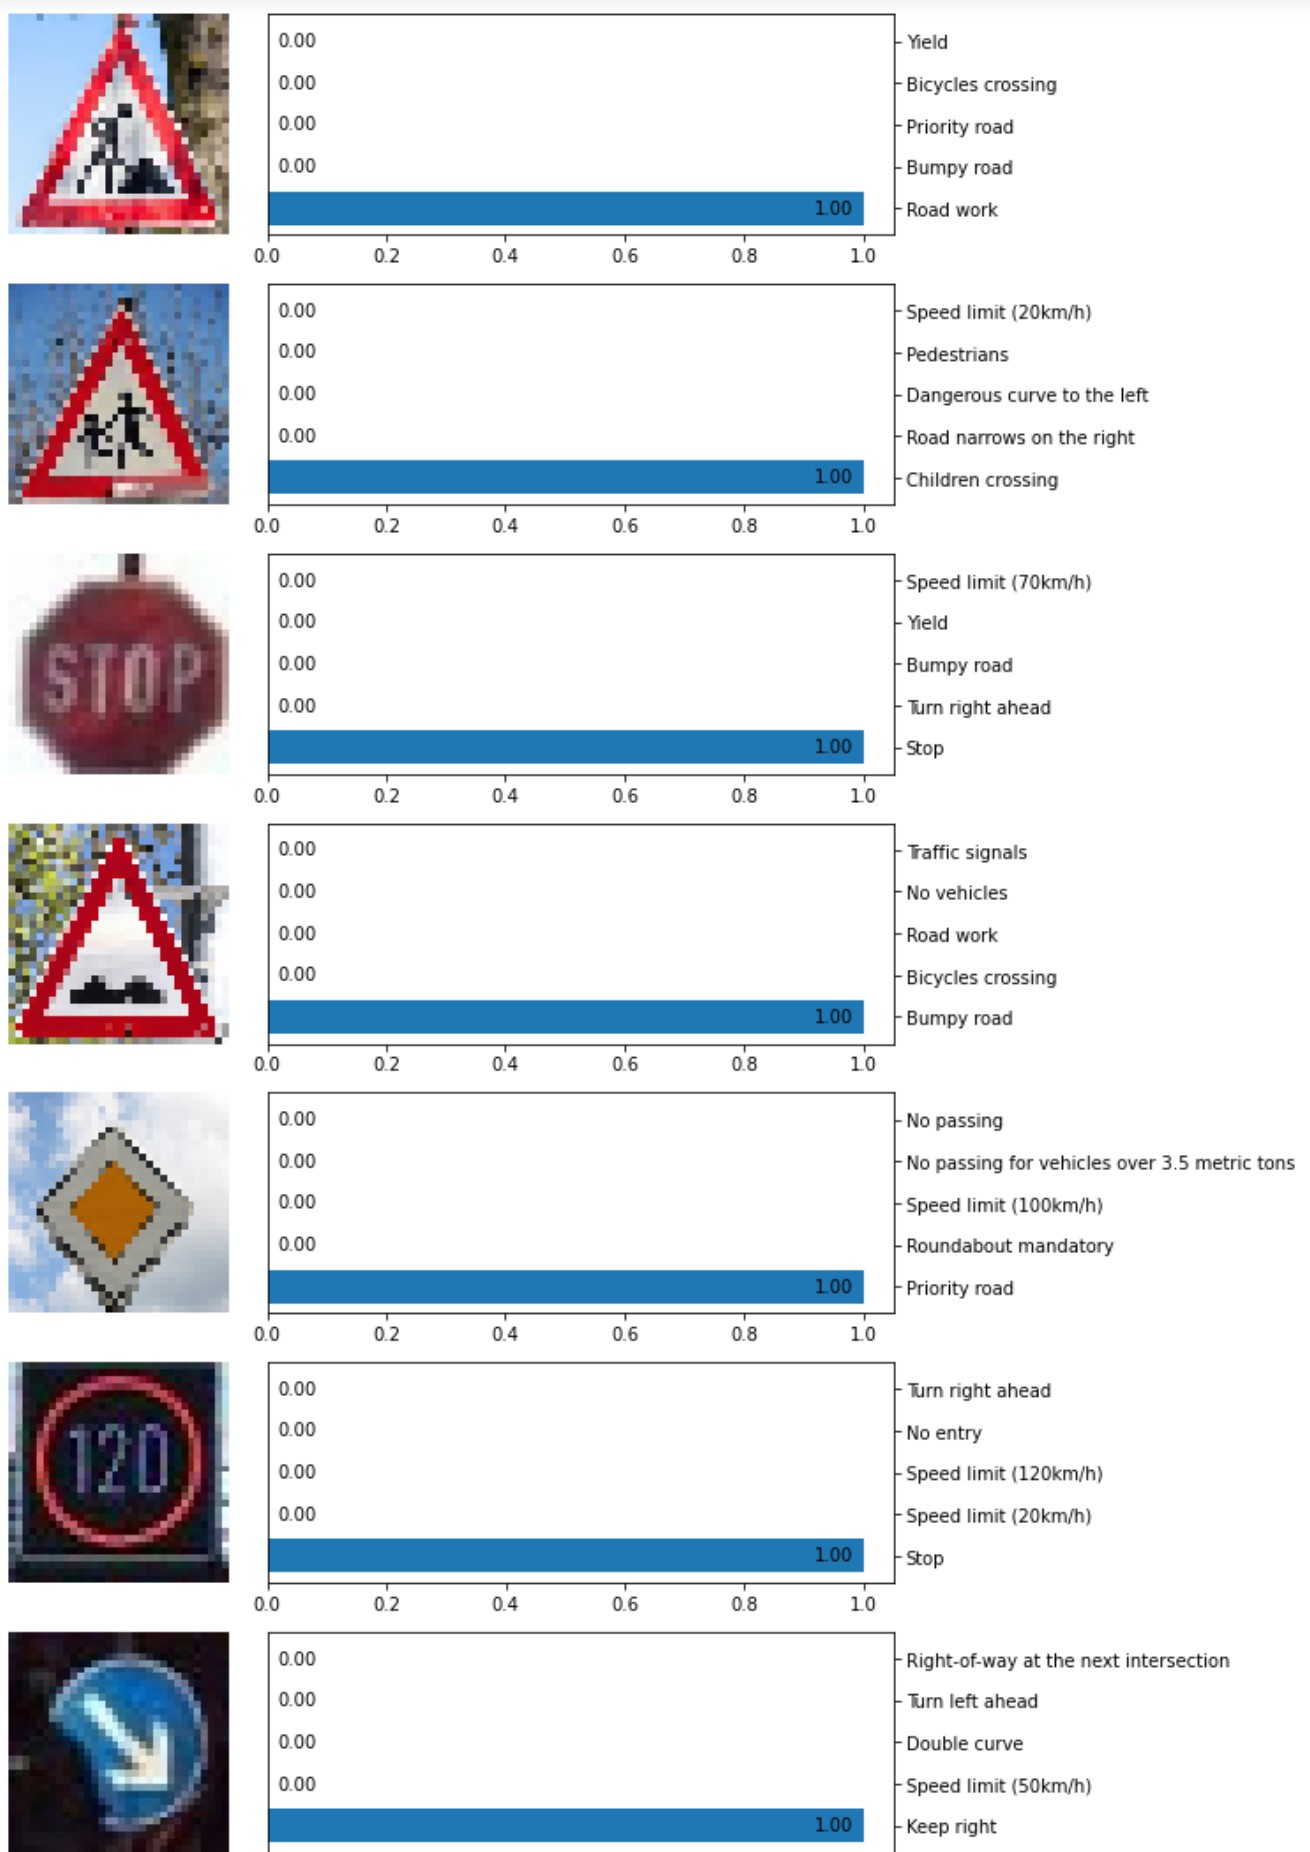 0.00 Yield
0.00 Bicycles crossing
0.00 Priority road
0.00 Bumpy road
1.00 Road work
0.0 0.2 0.4 0.6 0.8 1.0
0.00 Speed limit (20km/h)
0.00 Pedestrians
0.00 Dangerous curve to the left
0.00 Road narrows on the right
1.00 Children crossing
0.0 0.2 0.4 0.6 0.8 1.0
STOP
0.00 Speed limit (70km/h)
0.00 Yield
0.00 Bumpy road
0.00 Turn right ahead
1.00 Stop
0.0 0.2 0.4 0.6 0.8 1.0
0.00 Traffic signals
0.00 No vehicles
0.00 Road work
0.00 Bicycles crossing
1.00 Bumpy road
0.0 0.2 0.4 0.6 0.8 1.0
0.00 No passing
0.00 No passing for vehicles over 3.5 metric tons
0.00 Speed limit (100km/h)
0.00 Roundabout mandatory
1.00 Priority road
0.0 0.2 0.4 0.6 0.8 1.0
120
0.00 Turn right ahead
0.00 No entry
0.00 Speed limit (120km/h)
0.00 Speed limit (20km/h)
1.00 Stop
0.0 0.2 0.4 0.6 0.8 1.0
0.00 Right-of-way at the next intersection
0.00 Turn left ahead
0.00 Double curve
0.00 Speed limit (50km/h)
1.00 Keep right